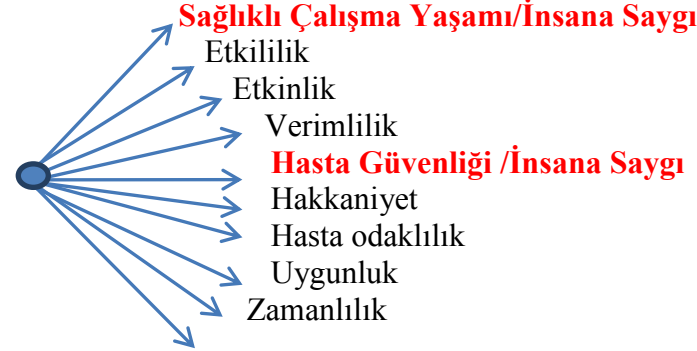 Sağlıklı Çalışma Yaşamı/İnsana Saygı
Etkililik
Etkinlik
Verimlilik
Hasta Güvenliği /İnsana Saygı
Hakkaniyet
Hasta odaklılık
Uygunluk
Zamanlılık